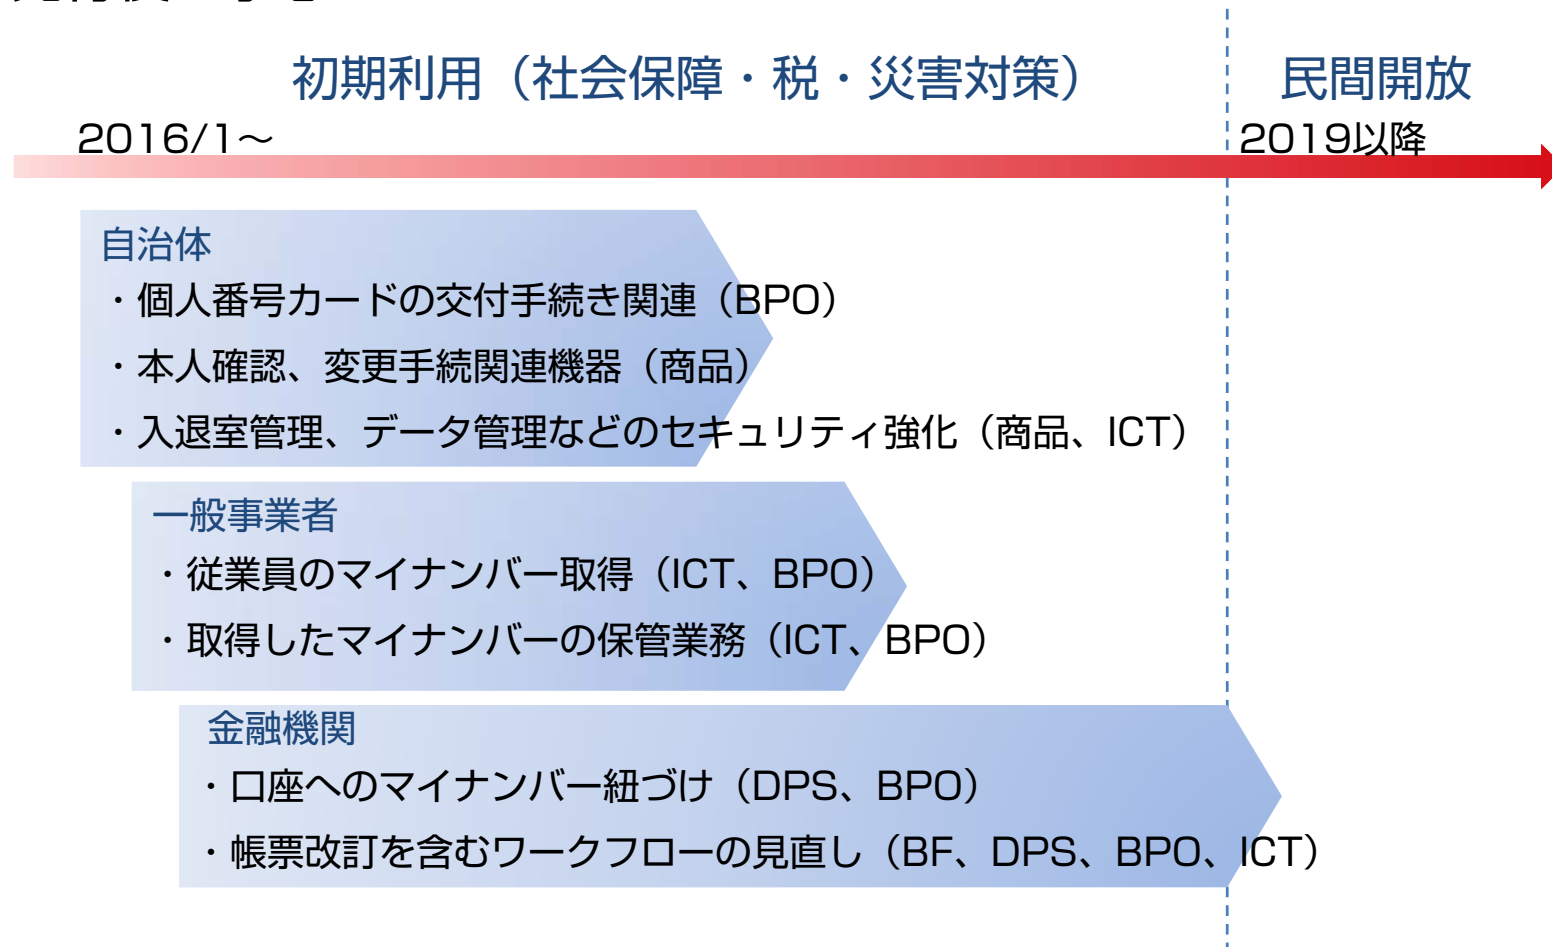 初期利用（社会保障・税・災害対策）
民間開放
2016/1～
2019以降
自治体
・個人番号カードの交付手続き関連（BPO）
・本人確認、変更手続関連機器（商品）
・入退室管理、データ管理などのセキュリティ強化（商品、ICT）
一般事業者
・従業員のマイナンバー取得（ICT、BPO）
・取得したマイナンバーの保管業務（ICT、BPO）
金融機関
・口座へのマイナンバー紐づけ（DPS、BPO）
・帳票改訂を含むワークフローの見直し（BF、DPS、BPO、ICT）